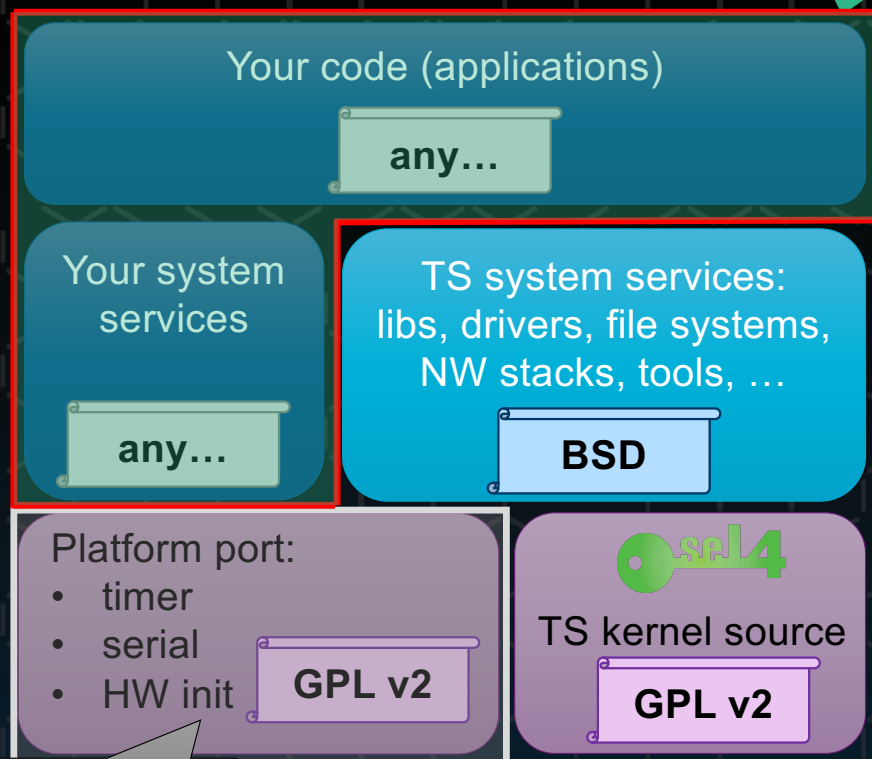 Your code (applications)
any…
Your system
services
any…
TS system services:
libs, drivers, file systems,
NW stacks, tools, …
BSD
Platform port:
• timer
• serial
• HW init
GPL v2
seL4
TS kernel source
GPL v2